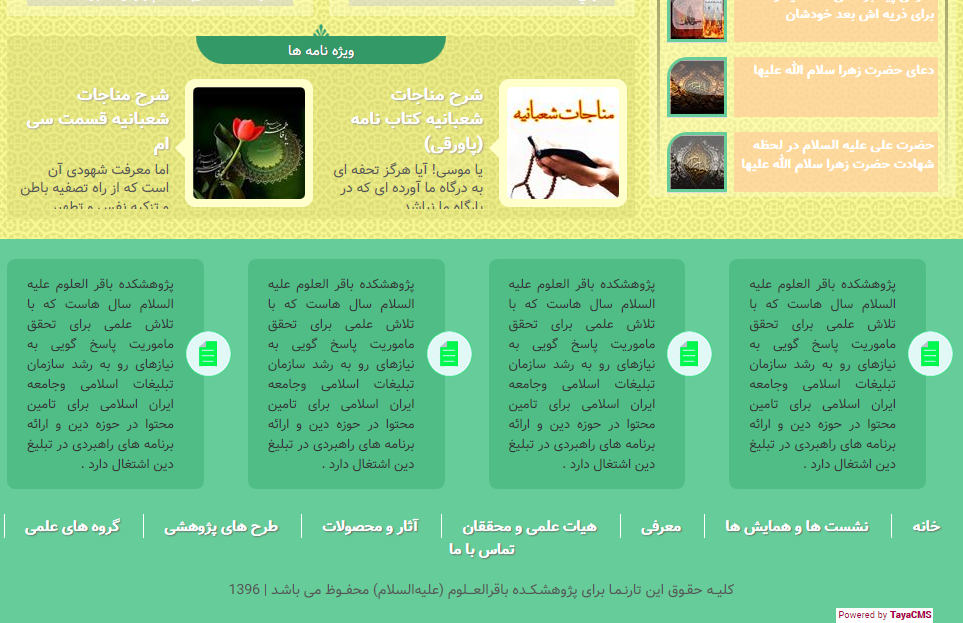 برای ذریه اش بعد خودشان
دعای حضرت زهرا سلام الله علیها
حضرت علی علیه السلام در لحظه
شهادت حضرت زهرا سلام الله علیها
ویژه نامه ها
مناجات شعبانیه
شرح مناجات
شعبانیه کتاب نامه
(پاورقی)
یا موسی! آیا هرگز تحفه ای
به درگاه ما آورده ای که در
بارگاه ما نباشد
شرح مناجات
شعبانیه قسمت سی
ام
اما معرفت شهودی آن
است که از راه تصفیه باطن
و تزکیه نفس و تطهیر
پژوهشکده باقر العلوم علیه
السلام سال هاست که با
تلاش علمی برای تحقق
ماموریت پاسخ گویی به
نیازهای رو به رشد سازمان
تبلیغات اسلامی وجامعه
ایران اسلامی برای تامین
محتوا در حوزه دین و ارائه
برنامه های راهبردی در تبلیغ
دین اشتغال دارد .
پژوهشکده باقر العلوم علیه
السلام سال هاست که با
تلاش علمی برای تحقق
ماموریت پاسخ گویی به
نیازهای رو به رشد سازمان
تبلیغات اسلامی وجامعه
ایران اسلامی برای تامین
محتوا در حوزه دین و ارائه
برنامه های راهبردی در تبلیغ
دین اشتغال دارد .
پژوهشکده باقر العلوم علیه
السلام سال هاست که با
تلاش علمی برای تحقق
ماموریت پاسخ گویی به
نیازهای رو به رشد سازمان
تبلیغات اسلامی وجامعه
ایران اسلامی برای تامین
محتوا در حوزه دین و ارائه
برنامه های راهبردی در تبلیغ
دین اشتغال دارد .
پژوهشکده باقر العلوم علیه
السلام سال هاست که با
تلاش علمی برای تحقق
ماموریت پاسخ گویی به
نیازهای رو به رشد سازمان
تبلیغات اسلامی وجامعه
ایران اسلامی برای تامین
محتوا در حوزه دین و ارائه
برنامه های راهبردی در تبلیغ
دین اشتغال دارد .
خانه نشست ها و همایش ها معرفی هیات علمی و محققان آثار و محصولات طرح های پژوهشی گروه های علمی
تماس با ما
کلیـه حقـوق این تارنـما برای پژوهشـکـده باقرالعــلوم (علیه‌السلام) محفـوظ می باشد | 1396
Powered by TayaCMS